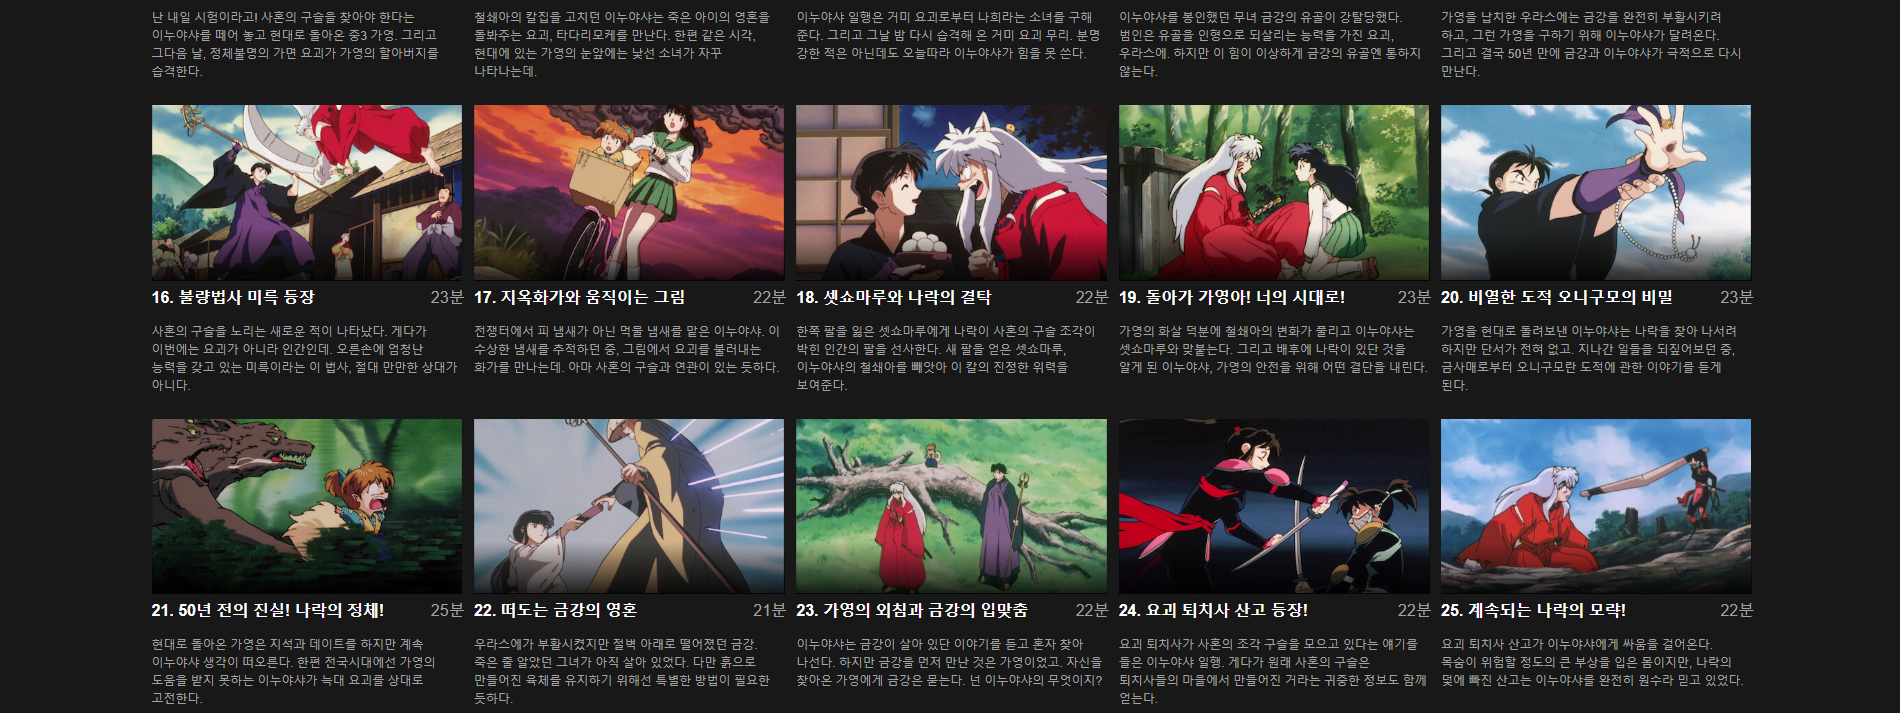 난 내일 시험이라고! 사혼의 구슬을 찾아야 한다는
이누야샤를 떼어 놓고 현대로 돌아온 중3 가영. 그리고
그다음 날, 정체불명의 가면 요괴가 가영의 할아버지를
습격한다.
철쇄아의 칼집을 고치던 이누야샤는 죽은 아이의 영혼을
돌봐주는 요괴, 타다리모케를 만난다. 한편 같은 시각,
현대에 있는 가영의 눈앞에는 낯선 소녀가 자꾸
나타나는데.
이누야샤 일행은 거미 요괴로부터 나희라는 소녀를 구해
준다. 그리고 그날 밤 다시 습격해 온 거미 요괴 무리. 분명
강한 적은 아닌데도 오늘따라 이누야샤가 힘을 못 쓴다.
이누야샤를 봉인했던 무녀 금강의 유골이 강탈당했다.
범인은 유골을 인형으로 되살리는 능력을 가진 요괴,
우라스에. 하지만 이 힘이 이상하게 금강의 유골엔 통하지
않는다.
가영을 납치한 우라스에는 금강을 완전히 부활시키려
하고, 그런 가영을 구하기 위해 이누야샤가 달려온다.
그리고 결국 50년 만에 금강과 이누야샤가 극적으로 다시
만난다.
16. 불량법사 미륵 등장 23분
사혼의 구슬을 노리는 새로운 적이 나타났다. 게다가
이번에는 요괴가 아니라 인간인데. 오른손에 엄청난
능력을 갖고 있는 미륵이라는 이 법사, 절대 만만한 상대가
아니다.
17. 지옥화가와 움직이는 그림 22분
전쟁터에서 피 냄새가 아닌 먹물 냄새를 맡은 이누야샤. 이
수상한 냄새를 추적하던 중, 그림에서 요괴를 불러내는
화가를 만나는데. 아마 사혼의 구슬과 연관이 있는 듯하다.
18. 셋쇼마루와 나락의 결탁 22분
한쪽 팔을 잃은 셋쇼마루에게 나락이 사혼의 구슬 조각이
박힌 인간의 팔을 선사한다. 새 팔을 얻은 셋쇼마루,
이누야샤의 철쇄아를 빼앗아 이 칼의 진정한 위력을
보여준다.
19. 돌아가 가영아! 너의 시대로! 23분
가영의 화살 덕분에 철쇄아의 변화가 풀리고 이누야샤는
셋쇼마루와 맞붙는다. 그리고 배후에 나락이 있단 것을
알게 된 이누야샤, 가영의 안전을 위해 어떤 결단을 내린다.
20. 비열한 도적 오니구모의 비밀 23분
가영을 현대로 돌려보낸 이누야샤는 나락을 찾아 나서려
하지만 단서가 전혀 없고. 지나간 일들을 되짚어보던 중,
금사매로부터 오니구모란 도적에 관한 이야기를 듣게
된다.
21. 50년 전의 진실! 나락의 정체! 25분
현대로 돌아온 가영은 지석과 데이트를 하지만 계속
이누야샤 생각이 떠오른다. 한편 전국시대에선 가영의
도움을 받지 못하는 이누야샤가 늑대 요괴를 상대로
고전한다.
22. 떠도는 금강의 영혼 21분
우라스에가 부활시켰지만 절벽 아래로 떨어졌던 금강.
죽은 줄 알았던 그녀가 아직 살아 있었다. 다만 흙으로
만들어진 육체를 유지하기 위해선 특별한 방법이 필요한
듯하다.
23. 가영의 외침과 금강의 입맞춤 22분
이누야샤는 금강이 살아 있단 이야기를 듣고 혼자 찾아
나선다. 하지만 금강을 먼저 만난 것은 가영이었고. 자신을
찾아온 가영에게 금강은 묻는다. 넌 이누야샤의 무엇이지?
24. 요괴 퇴치사 산고 등장! 22분
요괴 퇴치사가 사혼의 조각 구슬을 모으고 있다는 얘기를
들은 이누야샤 일행. 게다가 원래 사혼의 구슬은
퇴치사들의 마을에서 만들어진 거라는 귀중한 정보도 함께
얻는다.
25. 계속되는 나락의 모략! 22분
요괴 퇴치사 산고가 이누야샤에게 싸움을 걸어온다.
목숨이 위험할 정도의 큰 부상을 입은 몸이지만, 나락의
덫에 빠진 산고는 이누야샤를 완전히 원수라 믿고 있었다.